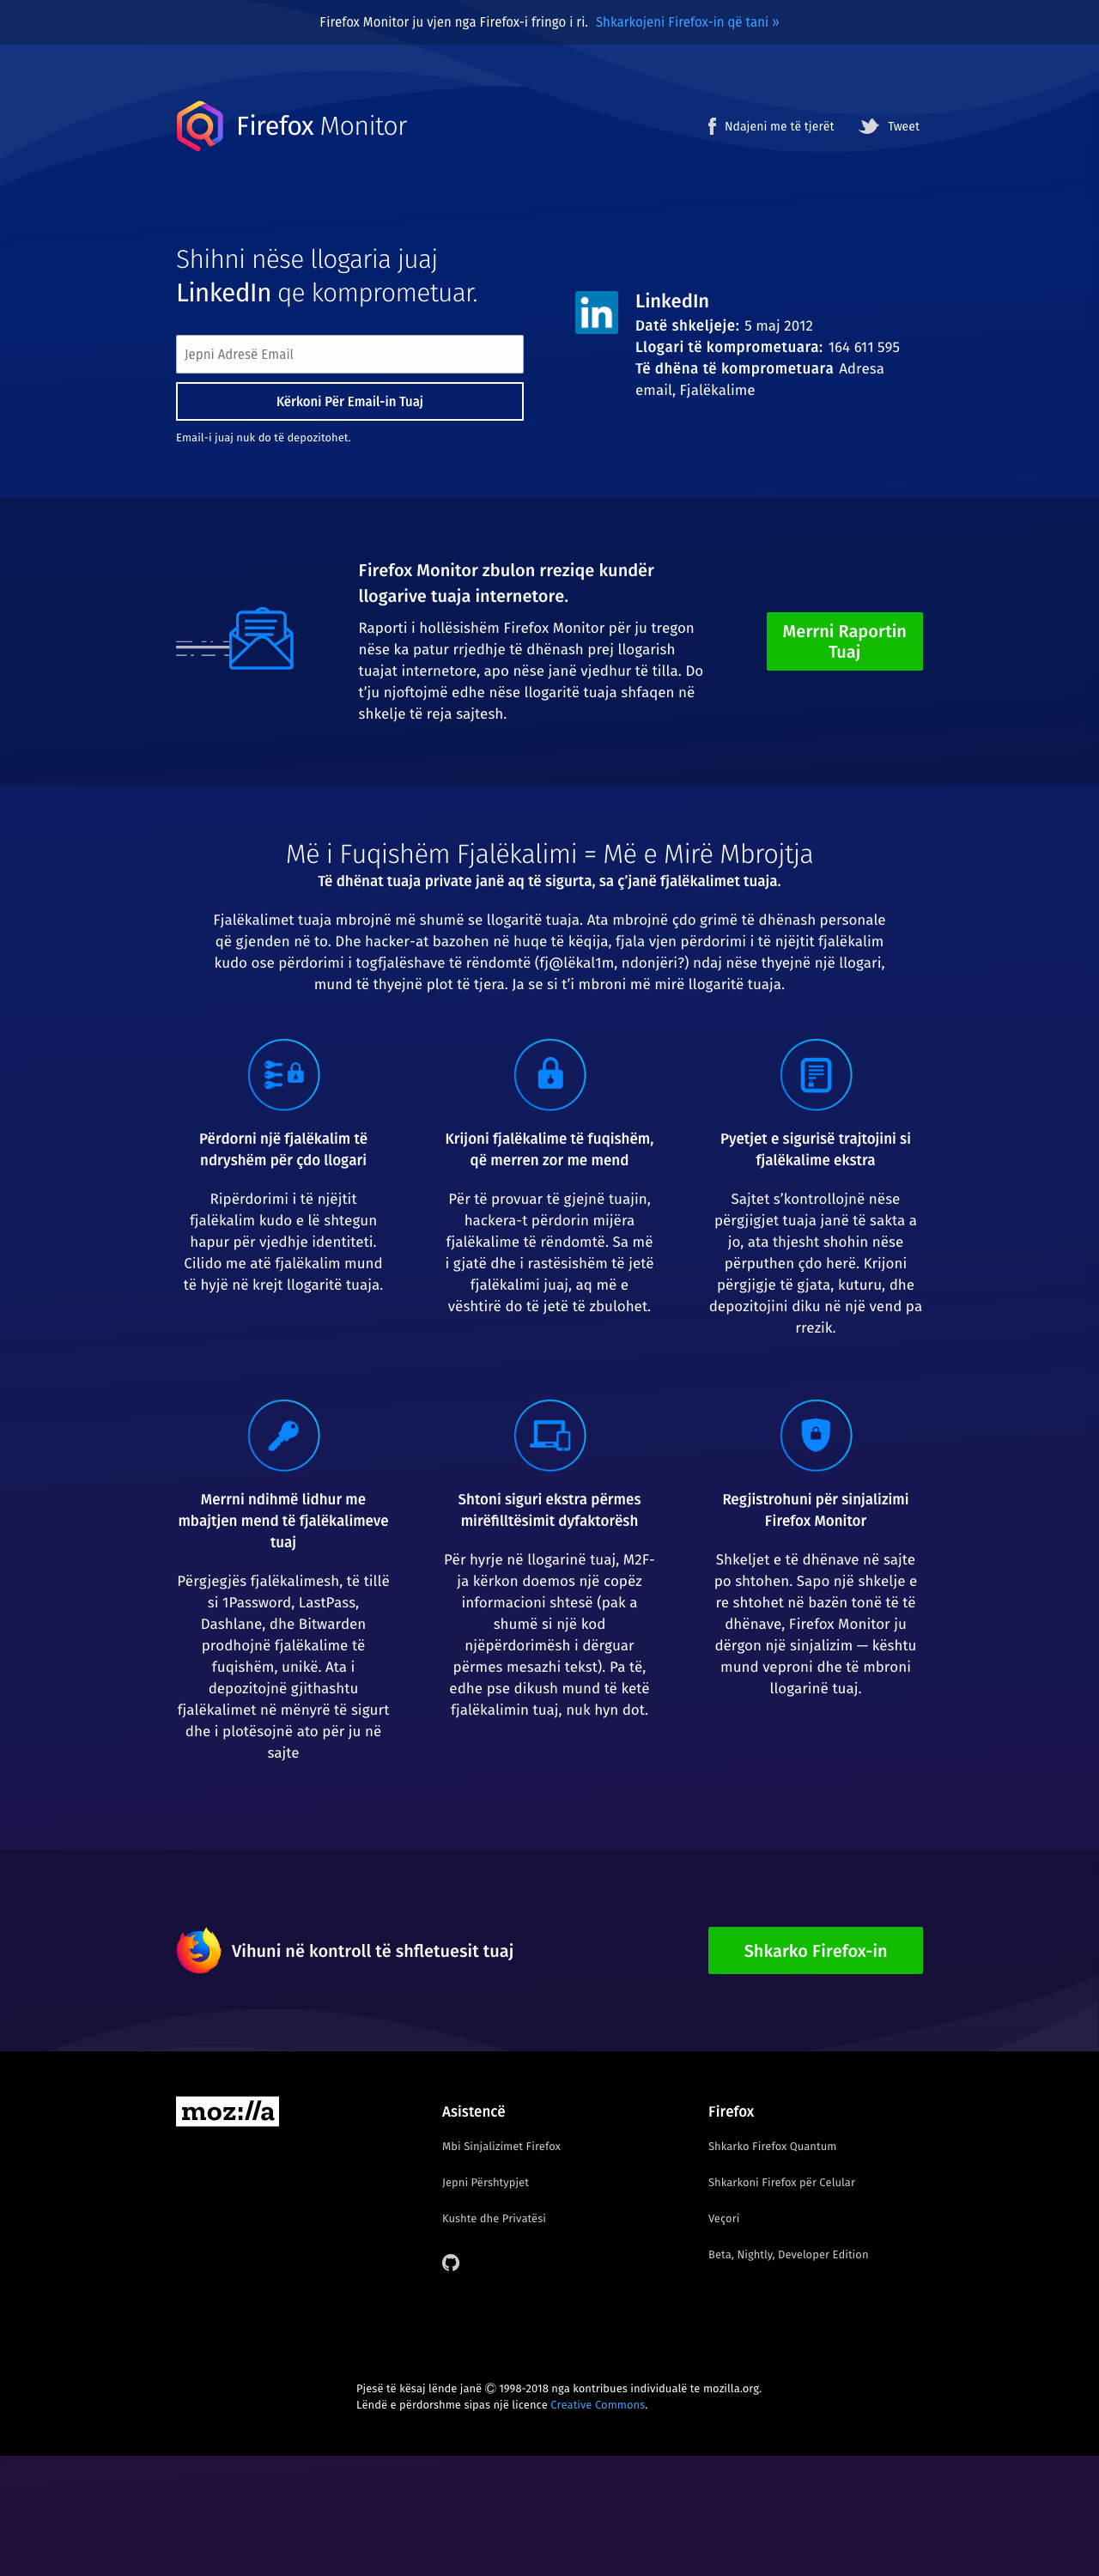 Firefox Monitor ju vjen nga Firefox-i fringo i ri. Shkarkojeni Firefox-in që tani »
Firefox Monitor
Ndajeni me të tjerët
Tweet
Shihni nëse llogaria juaj
LinkedIn qe komprometuar.
Jepni Adresë Email
Kërkoni Për Email-in Tuaj
Email-i juaj nuk do të depozitohet.
in
LinkedIn
Datë shkeljeje: 5 maj 2012
Llogari të komprometuara: 164 611 595
Të dhëna të komprometuara Adresa
email, Fjalëkalime
Firefox Monitor zbulon rreziqe kundër
llogarive tuaja internetore.
Raporti i hollësishëm Firefox Monitor për ju tregon
nëse ka patur rrjedhje të dhënash prej llogarish
tuajat internetore, apo nëse janë vjedhur të tilla. Do
t’ju njoftojmë edhe nëse llogaritë tuaja shfaqen në
shkelje të reja sajtesh.
Merrni Raportin
Tuaj
Më i Fuqishëm Fjalëkalimi = Më e Mirë Mbrojtja
Të dhënat tuaja private janë aq të sigurta, sa ç’janë fjalëkalimet tuaja.
Fjalëkalimet tuaja mbrojnë më shumë se llogaritë tuaja. Ata mbrojnë çdo grimë të dhënash personale
që gjenden në to. Dhe hacker-at bazohen në huqe të këqija, fjala vjen përdorimi i të njëjtit fjalëkalim
kudo ose përdorimi i togfjalëshave të rëndomtë (fj@lëkal1m, ndonjëri?) ndaj nëse thyejnë një llogari,
mund të thyejnë plot të tjera. Ja se si t’i mbroni më mirë llogaritë tuaja.
Përdorni një fjalëkalim të
ndryshëm për çdo llogari
Ripërdorimi i të njëjtit
fjalëkalim kudo e lë shtegun
hapur për vjedhje identiteti.
Cilido me atë fjalëkalim mund
të hyjë në krejt llogaritë tuaja.
Krijoni fjalëkalime të fuqishëm,
që merren zor me mend
Për të provuar të gjejnë tuajin,
hackera-t përdorin mijëra
fjalëkalime të rëndomtë. Sa më
i gjatë dhe i rastësishëm të jetë
fjalëkalimi juaj, aq më e
vështirë do të jetë të zbulohet.
Pyetjet e sigurisë trajtojini si
fjalëkalime ekstra
Sajtet s’kontrollojnë nëse
përgjigjet tuaja janë të sakta a
jo, ata thjesht shohin nëse
përputhen çdo herë. Krijoni
përgjigje të gjata, kuturu, dhe
depozitojini diku në një vend pa
rrezik.
Merrni ndihmë lidhur me
mbajtjen mend të fjalëkalimeve
tuaj
Përgjegjës fjalëkalimesh, të tillë
si 1Password, LastPass,
Dashlane, dhe Bitwarden
prodhojnë fjalëkalime të
fuqishëm, unikë. Ata i
depozitojnë gjithashtu
fjalëkalimet në mënyrë të sigurt
dhe i plotësojnë ato për ju në
sajte
Shtoni siguri ekstra përmes
mirëfilltësimit dyfaktorësh
Për hyrje në llogarinë tuaj, M2F-
ja kërkon doemos një copëz
informacioni shtesë (pak a
shumë si një kod
njëpërdorimësh i dërguar
përmes mesazhi tekst). Pa të,
edhe pse dikush mund të ketë
fjalëkalimin tuaj, nuk hyn dot.
Regjistrohuni për sinjalizimi
Firefox Monitor
Shkeljet e të dhënave në sajte
po shtohen. Sapo një shkelje e
re shtohet në bazën tonë të të
dhënave, Firefox Monitor ju
dërgon një sinjalizim — kështu
mund veproni dhe të mbroni
llogarinë tuaj.
Vihuni në kontroll të shfletuesit tuaj
Shkarko Firefox-in
moz://a
Asistencë
Mbi Sinjalizimet Firefox
Jepni Përshtypjet
Kushte dhe Privatësi
Firefox
Shkarko Firefox Quantum
Shkarkoni Firefox për Celular
Veçori
Beta, Nightly, Developer Edition
Pjesë të kësaj lënde janë © 1998-2018 nga kontribues individualë te mozilla.org.
Lëndë e përdorshme sipas një licence Creative Commons.